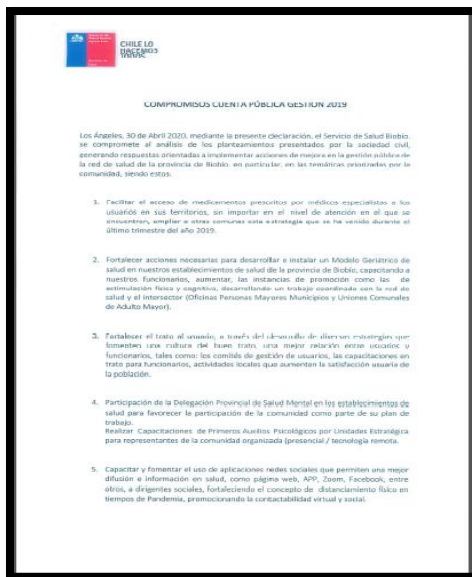 CHILE LO
HACEMOS
TODOS
COMPROMISOS CUENTA PÚBLICA GESTION 2019
Los Ángeles, 30 de Abril 2020, mediante la presente declaración, el Servicio de Salud Biobío,
se compromete al análisis de los planteamientos presentados por la sociedad civil,
generando respuestas orientadas a implementar acciones de mejora en la gestión pública de
la red de salud de la provincia de Biobío, en particular, en las temáticas priorizadas por la
comunidad, siendo estos.
1. Facilitar el acceso de medicamentos prescritos por médicos especialistas a los
usuarios en sus territorios, sin importar en el nivel de atención en el que se
encuentren, ampliar a otras comunas esta estrategia que se ha venido durante el
último trimestre del año 2019.
2. Fortalecer acciones necesarias para desarrollar e instalar un Modelo Geriátrico de
salud en nuestros establecimientos de salud de la provincia de Biobío, capacitando a
nuestros funcionarios, aumentar, las instancias de promoción como las de
estimulación física y cognitiva, desarrollando un trabajo coordinado con la red de
salud y el intersector (Oficinas Personas Mayores Municipios y Uniones Comunales
de Adulto Mayor).
3. Fortalecer el trato al usuario, a través del desarrollo de diversas estrategias que
fomenten una cultura del buen trato, una mejor relación entre usuarios y
funcionarios, tales como: los comités de gestión de usuarios, las capacitaciones en
trato para funcionarios, actividades locales que aumenten la satisfacción usuaria de
la población.
4. Participación de la Delegación Provincial de Salud Mental en los establecimientos de
salud para favorecer la participación de la comunidad como parte de su plan de
trabajo.
Realizar Capacitaciones de Primeros Auxilios Psicológicos por Unidades Estratégica
para representantes de la comunidad organizada (presencial / tecnología remota.
5. Capacitar y fomentar el uso de aplicaciones redes sociales que permiten una mejor
difusión e información en salud, como página web, APP, Zoom, Facebook, entre
otros, a dirigentes sociales, fortaleciendo el concepto de distanciamiento físico en
tiempos de Pandemia, promocionando la contactabilidad virtual y social.